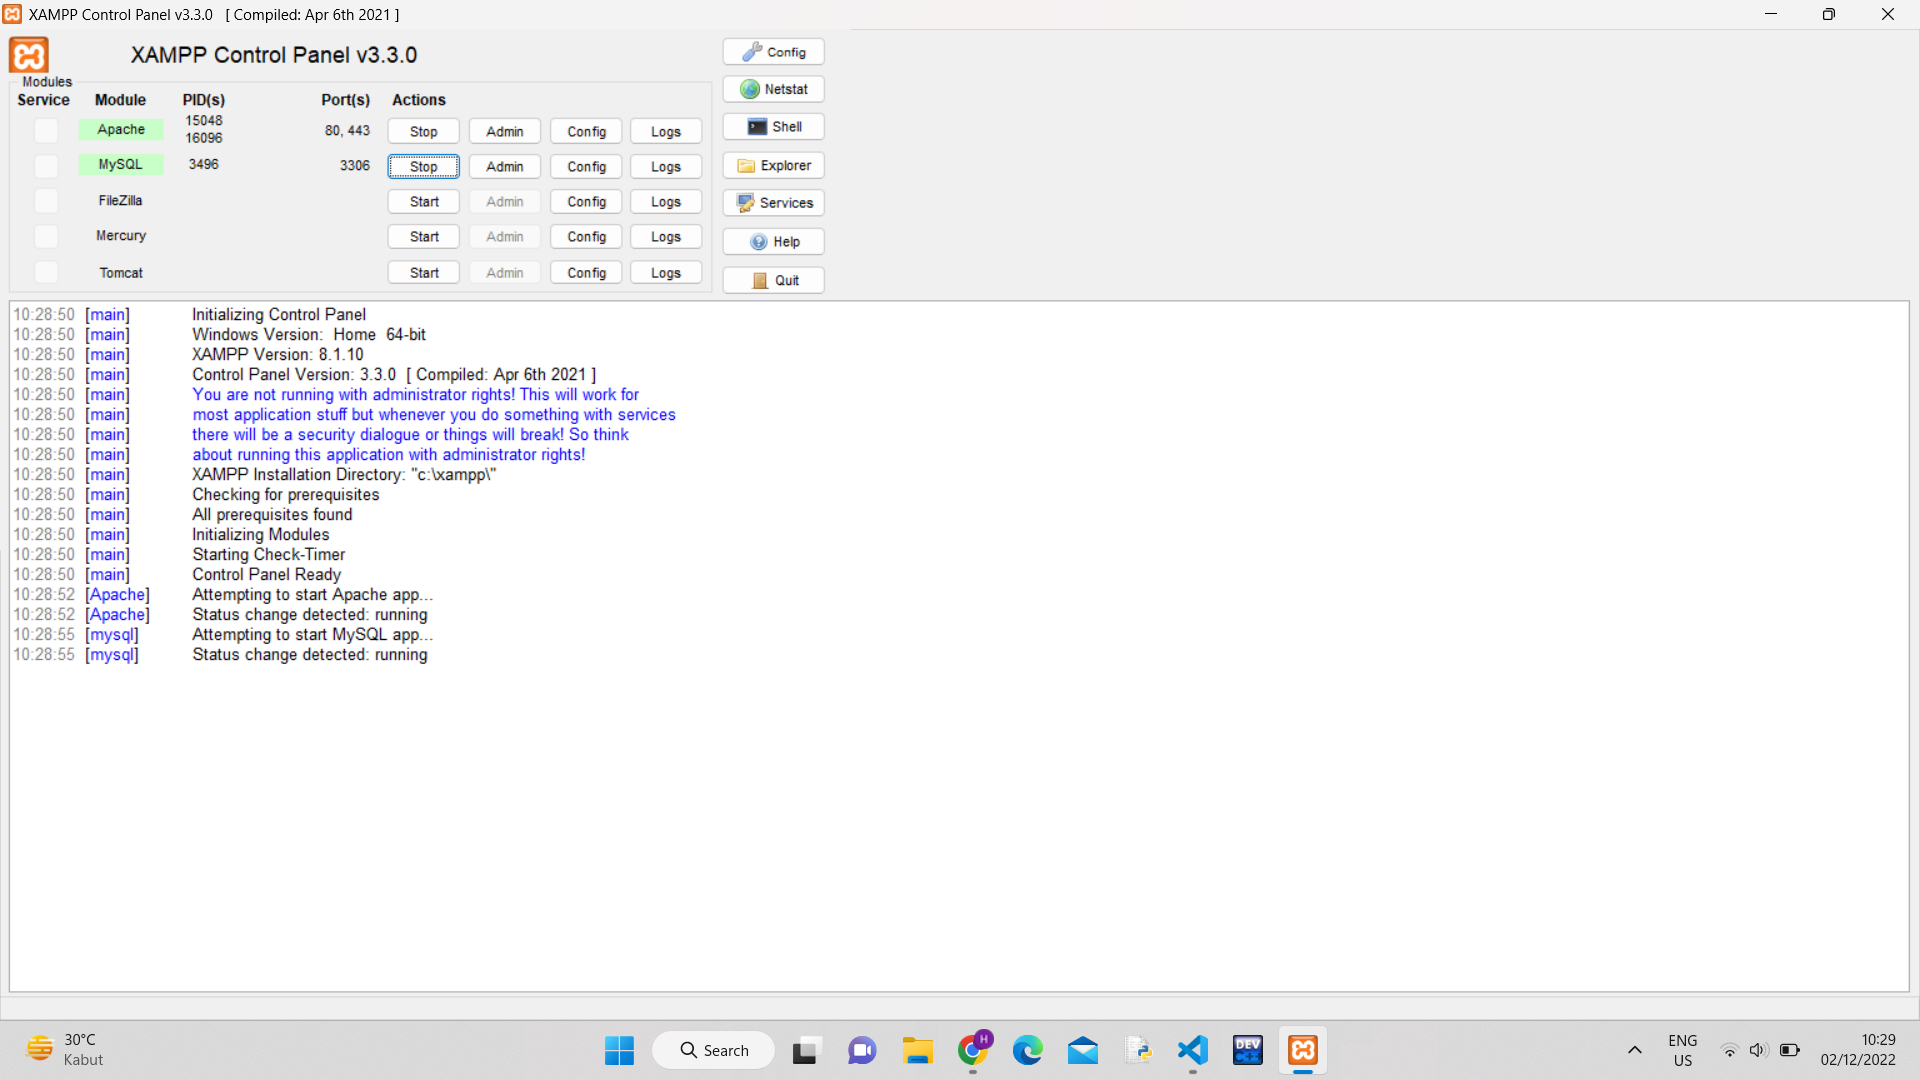 XAMPP Control Panel v3.3.0 [ Compiled: Apr 6th 2021 ]
XAMPP Control Panel v3.3.0
Config
Modules
Service Module PID(s) Port(s) Actions
Netstat
Apache 15048 16096 80, 443 Stop Admin Config Logs
Shell
MySQL 3496 3306 Stop Admin Config Logs
Explorer
FileZilla Start Admin Config Logs
Services
Mercury Start Admin Config Logs
Help
Tomcat Start Admin Config Logs
Quit
10:28:50 [main] Initializing Control Panel
10:28:50 [main] Windows Version: Home 64-bit
10:28:50 [main] XAMPP Version: 8.1.10
10:28:50 [main] Control Panel Version: 3.3.0 [ Compiled: Apr 6th 2021 ]
10:28:50 [main] You are not running with administrator rights! This will work for
10:28:50 [main] most application stuff but whenever you do something with services
10:28:50 [main] there will be a security dialogue or things will break! So think
10:28:50 [main] about running this application with administrator rights!
10:28:50 [main] XAMPP Installation Directory: "c:\xampp\"
10:28:50 [main] Checking for prerequisites
10:28:50 [main] All prerequisites found
10:28:50 [main] Initializing Modules
10:28:50 [main] Starting Check-Timer
10:28:50 [main] Control Panel Ready
10:28:52 [Apache] Attempting to start Apache app...
10:28:52 [Apache] Status change detected: running
10:28:55 [mysql] Attempting to start MySQL app...
10:28:55 [mysql] Status change detected: running
30°C
Kabut
Search
H
DEV
C++
ENG
US
10:29
02/12/2022